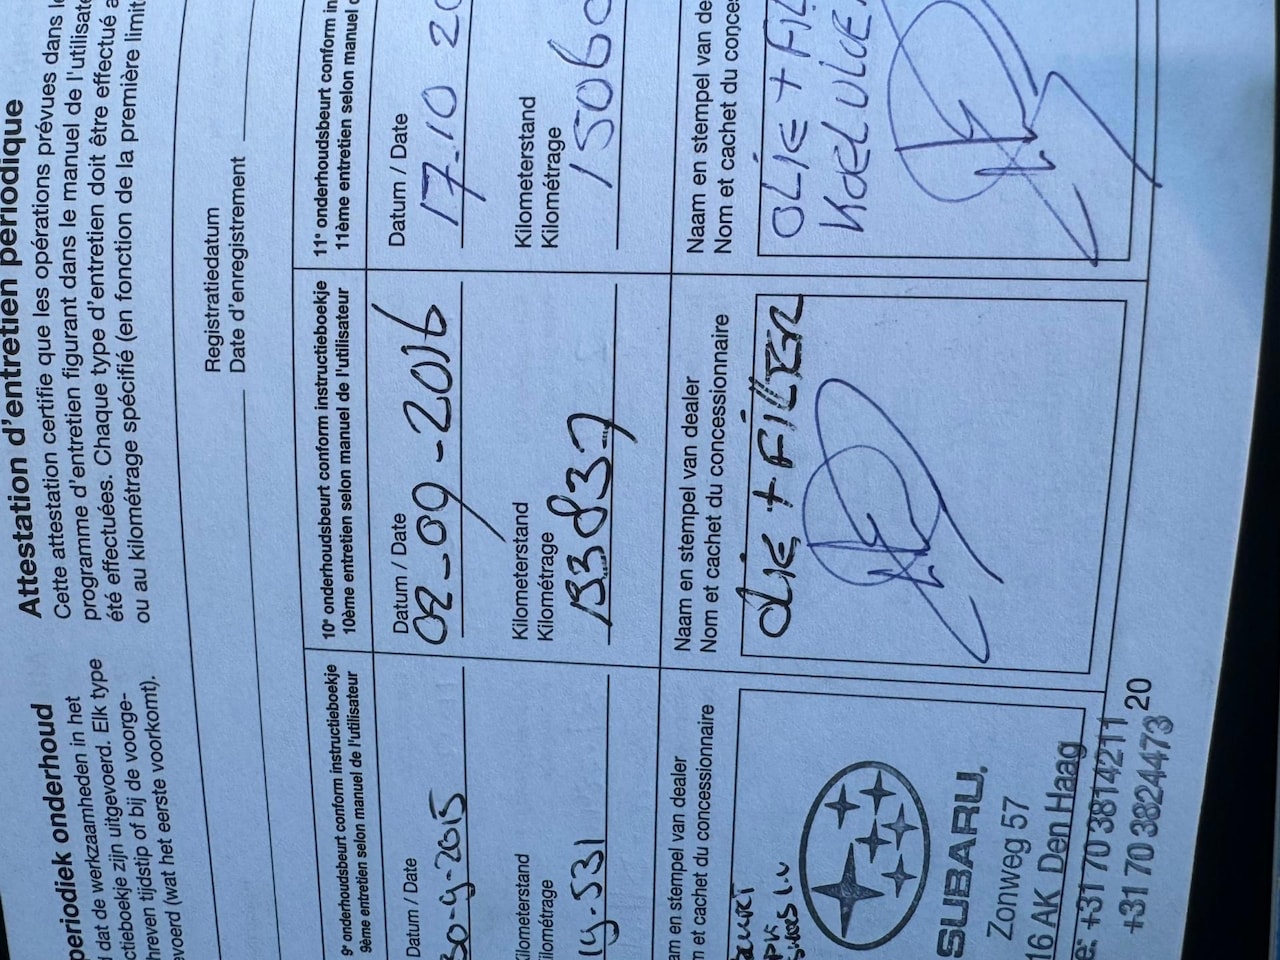 periodiek onderhoud
dat de werkzaamheden in het
ctieboekje zijn uitgevoerd. Elk type
hreven tijdstip of bij de voorge-
evoerd (wat het eerste voorkomt).
Attestation d'entretien périodique
Cette attestation certifie que les opérations prévues dans le
programme d'entretien figurant dans le manuel de l'utilisate
été effectuées. Chaque type d'entretien doit être effectué a
ou au kilométrage spécifié (en fonction de la première limit
Registratiedatum
Date d'enregistrement
9e onderhoudsbeurt conform instructieboekje
9ème entretien selon manuel de l'utilisateur
Datum / Date
30-9-2015
Kilometerstand
Kilométrage
19.531
am en stempel van dealer
m et cachet du concessionnaire
SUBARU.
Zonweg 57
16 AK Den Haag
e: +31 70 3814211
+31 70 3824473
10e onderhoudsbeurt conform instructieboekje
10ème entretien selon manuel de l'utilisateur
Datum / Date
02-09-2016
Kilometerstand
Kilométrage
133837
Naam en stempel van dealer
Nom et cachet du concessionnaire
OLIE + FILTER
11e onderhoudsbeurt conform in
11ème entretien selon manuel d
Datum / Date
17.10 20
Kilometerstand
Kilométrage
15060
Naam en stempel van de
Nom et cachet du conces
OLIE + FIL
KOELVLOE
20